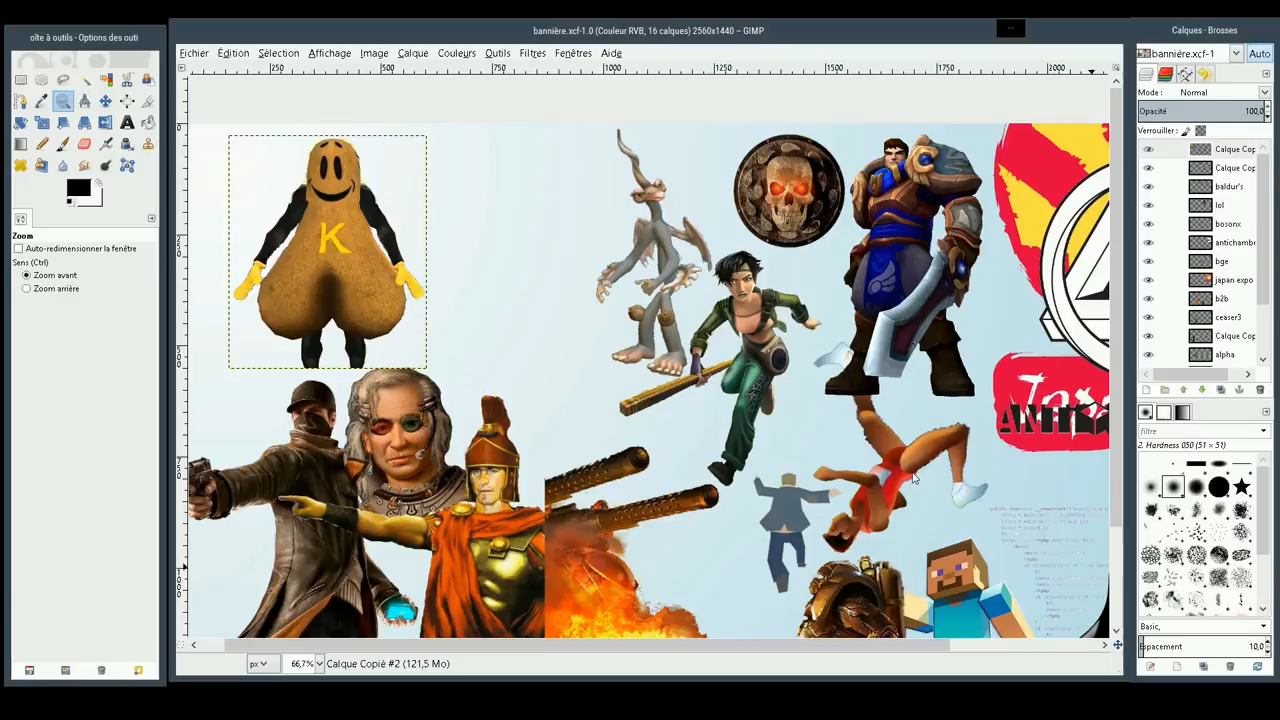 oîte à outils - Options des outi
bannière.xcf-1.0 (Couleur RVB, 16 calques) 2560x1440 – GIMP
Calques - Brosses
Fichier Édition Sélection Affichage Image Calque Couleurs Outils Filtres Fenêtres Aide
bannière.xcf-1
Auto
250 500 750 1000 1250 1500 1750 2000
Mode : Normal
Opacité 100,0
Verrouiller :
Calque Cop
Calque Cop
baldur's
lol
bosonx
antichambr
bge
japan expo
b2b
ceaser3
Calque Cop
alpha
K
Zoom
Auto-redimensionner la fenêtre
Sens (Ctrl)
Zoom avant
Zoom arrière
filtre
2. Hardness 050 (51 × 51)
Basic,
Espacement 10,0
px 66,7% Calque Copié #2 (121,5 Mo)